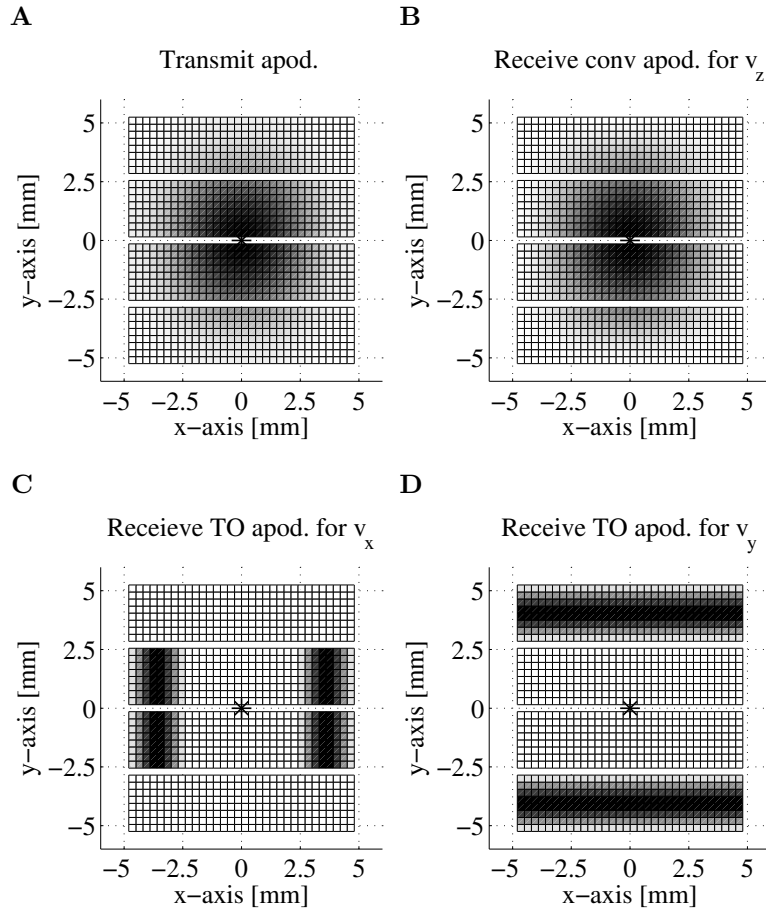 A
Transmit apod.
5
2.5
0
−2.5
−5
y−axis [mm]
−5 −2.5 0 2.5 5
x−axis [mm]
B
Receive conv apod. for v_z
5
2.5
0
−2.5
−5
y−axis [mm]
−5 −2.5 0 2.5 5
x−axis [mm]
C
Receieve TO apod. for v_x
5
2.5
0
−2.5
−5
y−axis [mm]
−5 −2.5 0 2.5 5
x−axis [mm]
D
Receive TO apod. for v_y
5
2.5
0
−2.5
−5
y−axis [mm]
−5 −2.5 0 2.5 5
x−axis [mm]